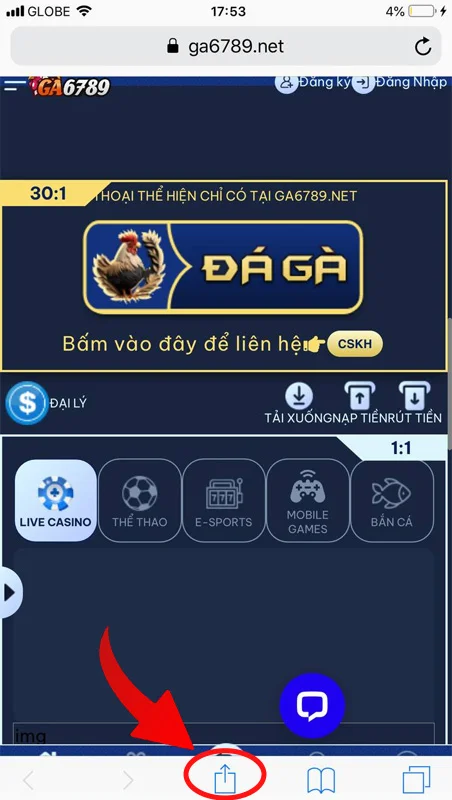 GLOBE 17:53 4%
ga6789.net
GA6789 Đăng ký Đăng Nhập
30:1 THOẠI THỂ HIỆN CHỈ CÓ TẠI GA6789.NET
ĐÁ GÀ
Bấm vào đây để liên hệ CSKH
$ ĐẠI LÝ
TẢI XUỐNG NẠP TIỀN RÚT TIỀN
1:1
777
LIVE CASINO THỂ THAO E-SPORTS MOBILE GAMES BẮN CÁ
img